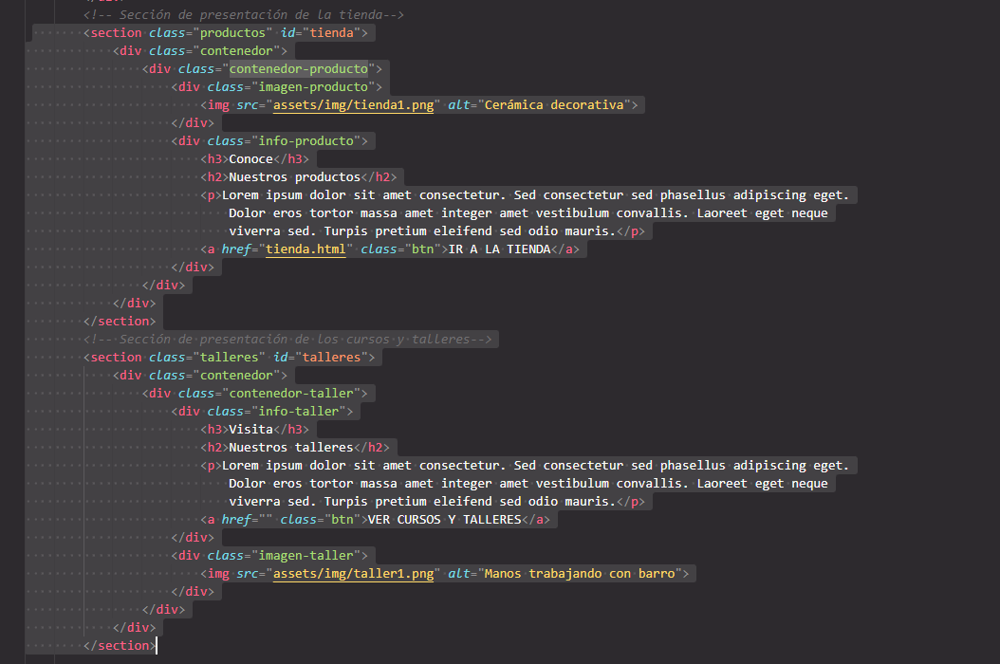 <!-- Sección de presentación de la tienda-->
<section class="productos" id="tienda">
<div class="contenedor">
<div class="contenedor-producto">
<div class="imagen-producto">
<img src="assets/img/tienda1.png" alt="Cerámica decorativa">
</div>
<div class="info-producto">
<h3>Conoce</h3>
<h2>Nuestros productos</h2>
<p>Lorem ipsum dolor sit amet consectetur. Sed consectetur sed phasellus adipiscing eget.
Dolor eros tortor massa amet integer amet vestibulum convallis. Laoreet eget neque
viverra sed. Turpis pretium eleifend sed odio mauris.</p>
<a href="tienda.html" class="btn">IR A LA TIENDA</a>
</div>
</div>
</div>
</section>
<!-- Sección de presentación de los cursos y talleres-->
<section class="talleres" id="talleres">
<div class="contenedor">
<div class="contenedor-taller">
<div class="info-taller">
<h3>Visita</h3>
<h2>Nuestros talleres</h2>
<p>Lorem ipsum dolor sit amet consectetur. Sed consectetur sed phasellus adipiscing eget.
Dolor eros tortor massa amet integer amet vestibulum convallis. Laoreet eget neque
viverra sed. Turpis pretium eleifend sed odio mauris.</p>
<a href="" class="btn">VER CURSOS Y TALLERES</a>
</div>
<div class="imagen-taller">
<img src="assets/img/taller1.png" alt="Manos trabajando con barro">
</div>
</div>
</div>
</section>